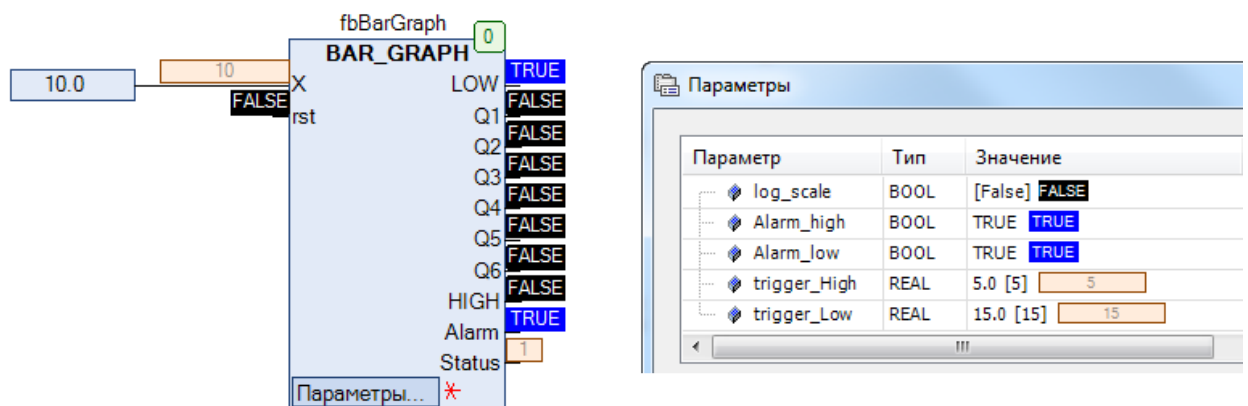 fbBarGraph
0
BAR_GRAPH
10.0
10
X
FALSE
rst
LOW
TRUE
Q1
FALSE
Q2
FALSE
Q3
FALSE
Q4
FALSE
Q5
FALSE
Q6
FALSE
HIGH
FALSE
Alarm
TRUE
Status
1
Параметры...
Параметры
Параметр Тип Значение
log_scale BOOL [False] FALSE
Alarm_high BOOL TRUE TRUE
Alarm_low BOOL TRUE TRUE
trigger_High REAL 5.0 [5] 5
trigger_Low REAL 15.0 [15] 15